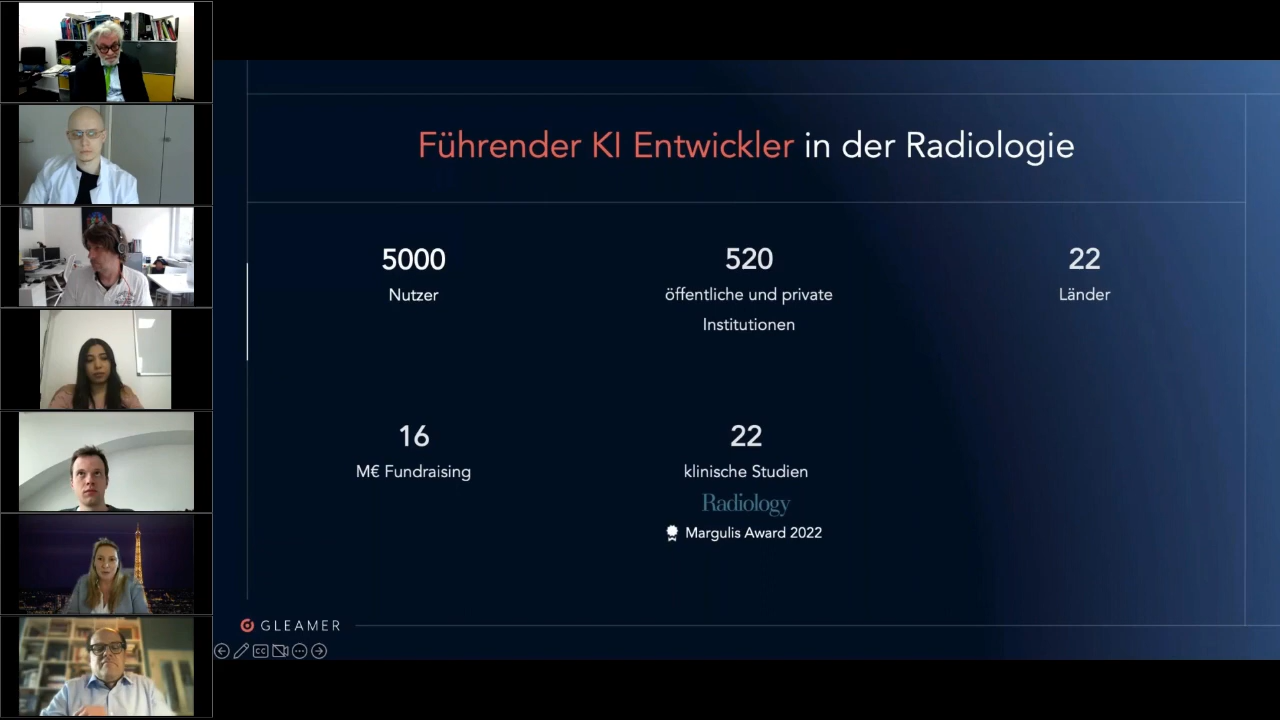 Führender KI Entwickler in der Radiologie
5000
Nutzer
520
öffentliche und private
Institutionen
22
Länder
16
M€ Fundraising
22
klinische Studien
Radiology
Margulis Award 2022
GLEAMER
CC